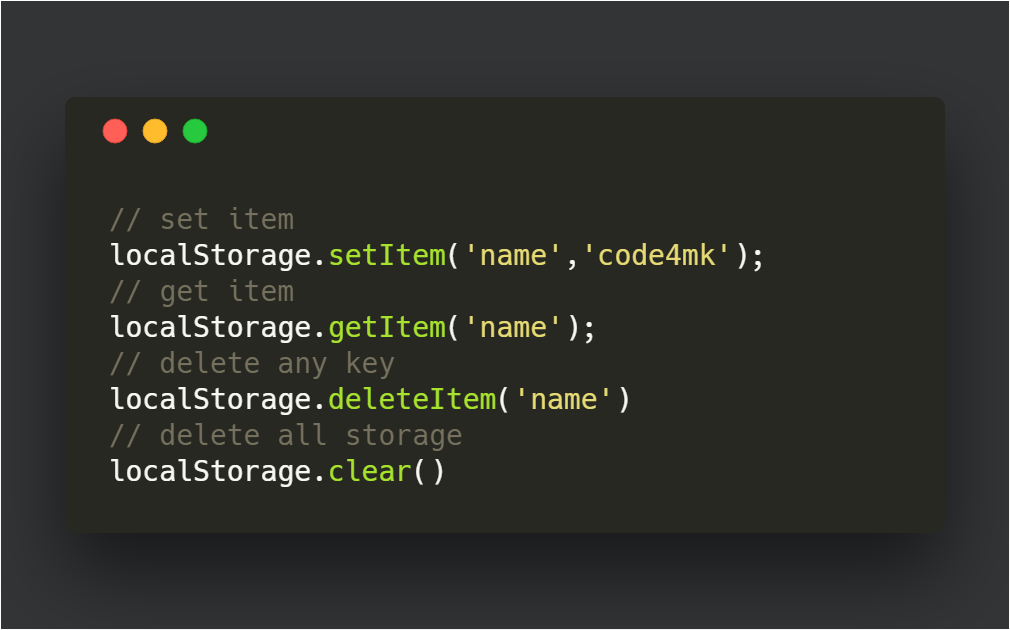 // set item
localStorage.setItem('name','code4mk');
// get item
localStorage.getItem('name');
// delete any key
localStorage.deleteItem('name')
// delete all storage
localStorage.clear()